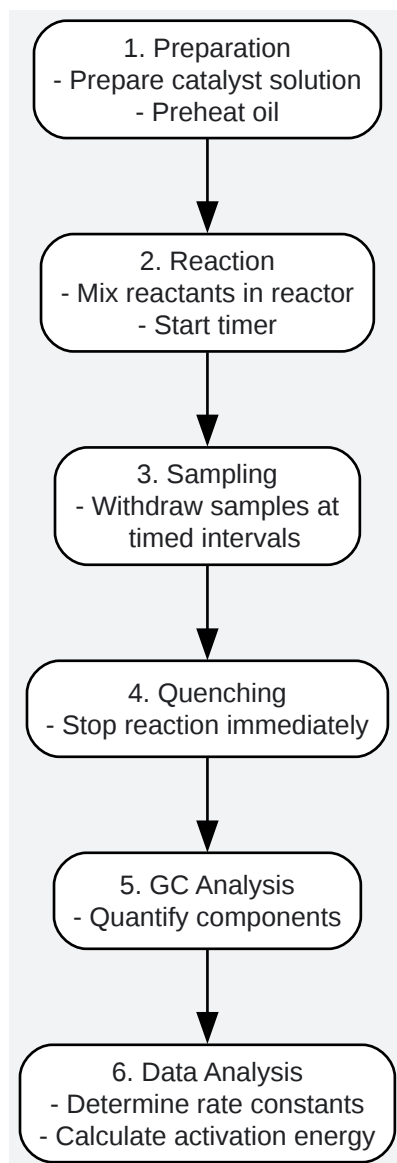 1. Preparation
- Prepare catalyst solution
- Preheat oil
2. Reaction
- Mix reactants in reactor
- Start timer
3. Sampling
- Withdraw samples at
timed intervals
4. Quenching
- Stop reaction immediately
5. GC Analysis
- Quantify components
6. Data Analysis
- Determine rate constants
- Calculate activation energy